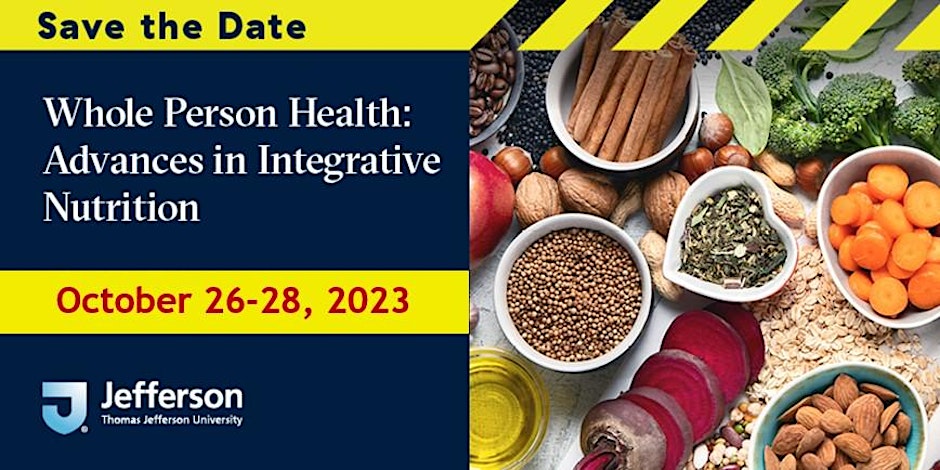 Save the Date
Whole Person Health:
Advances in Integrative
Nutrition
October 26-28, 2023
Jefferson
Thomas Jefferson University